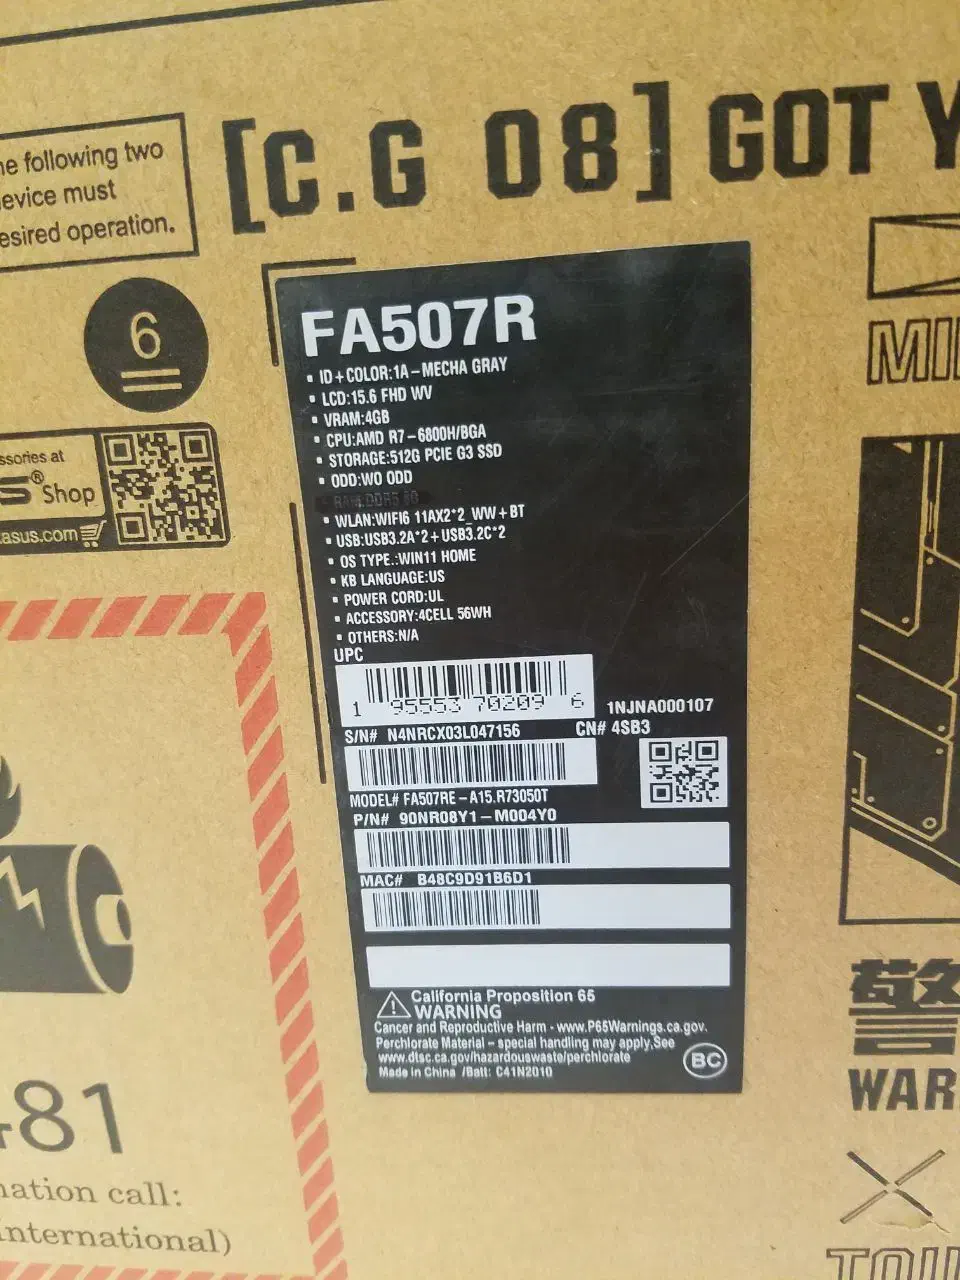 [C.G 08] GOT Y
he following two
evice must
esired operation.
6
ssories at
S® Shop
asus.com
MI
FA507R
▪ ID+COLOR:1A-MECHA GRAY
▪ LCD:15.6 FHD WV
▪ VRAM:4GB
▪ CPU:AMD R7-6800H/BGA
▪ STORAGE:512G PCIE G3 SSD
▪ ODD:WO ODD
RAM:DDR5
▪ WLAN:WIFI6 11AX2*2_WW+BT
▪ USB:USB3.2A*2+USB3.2C*2
▪ OS TYPE.:WIN11 HOME
▪ KB LANGUAGE:US
▪ POWER CORD:UL
▪ ACCESSORY:4CELL 56WH
▪ OTHERS:N/A
UPC
1 95553 70209 6
1NJNA000107
S/N# N4NRCX03L047156
CN# 4SB3
MODEL# FA507RE-A15.R73050T
P/N# 90NR08Y1-M004Y0
MAC# B48C9D91B6D1
California Proposition 65
WARNING
Cancer and Reproductive Harm - www.P65Warnings.ca.gov.
Perchlorate Material - special handling may apply,See
www.dtsc.ca.gov/hazardouswaste/perchlorate
Made in China /Batt: C41N2010
BC
481
nation call:
international)
警
WAR
TOU